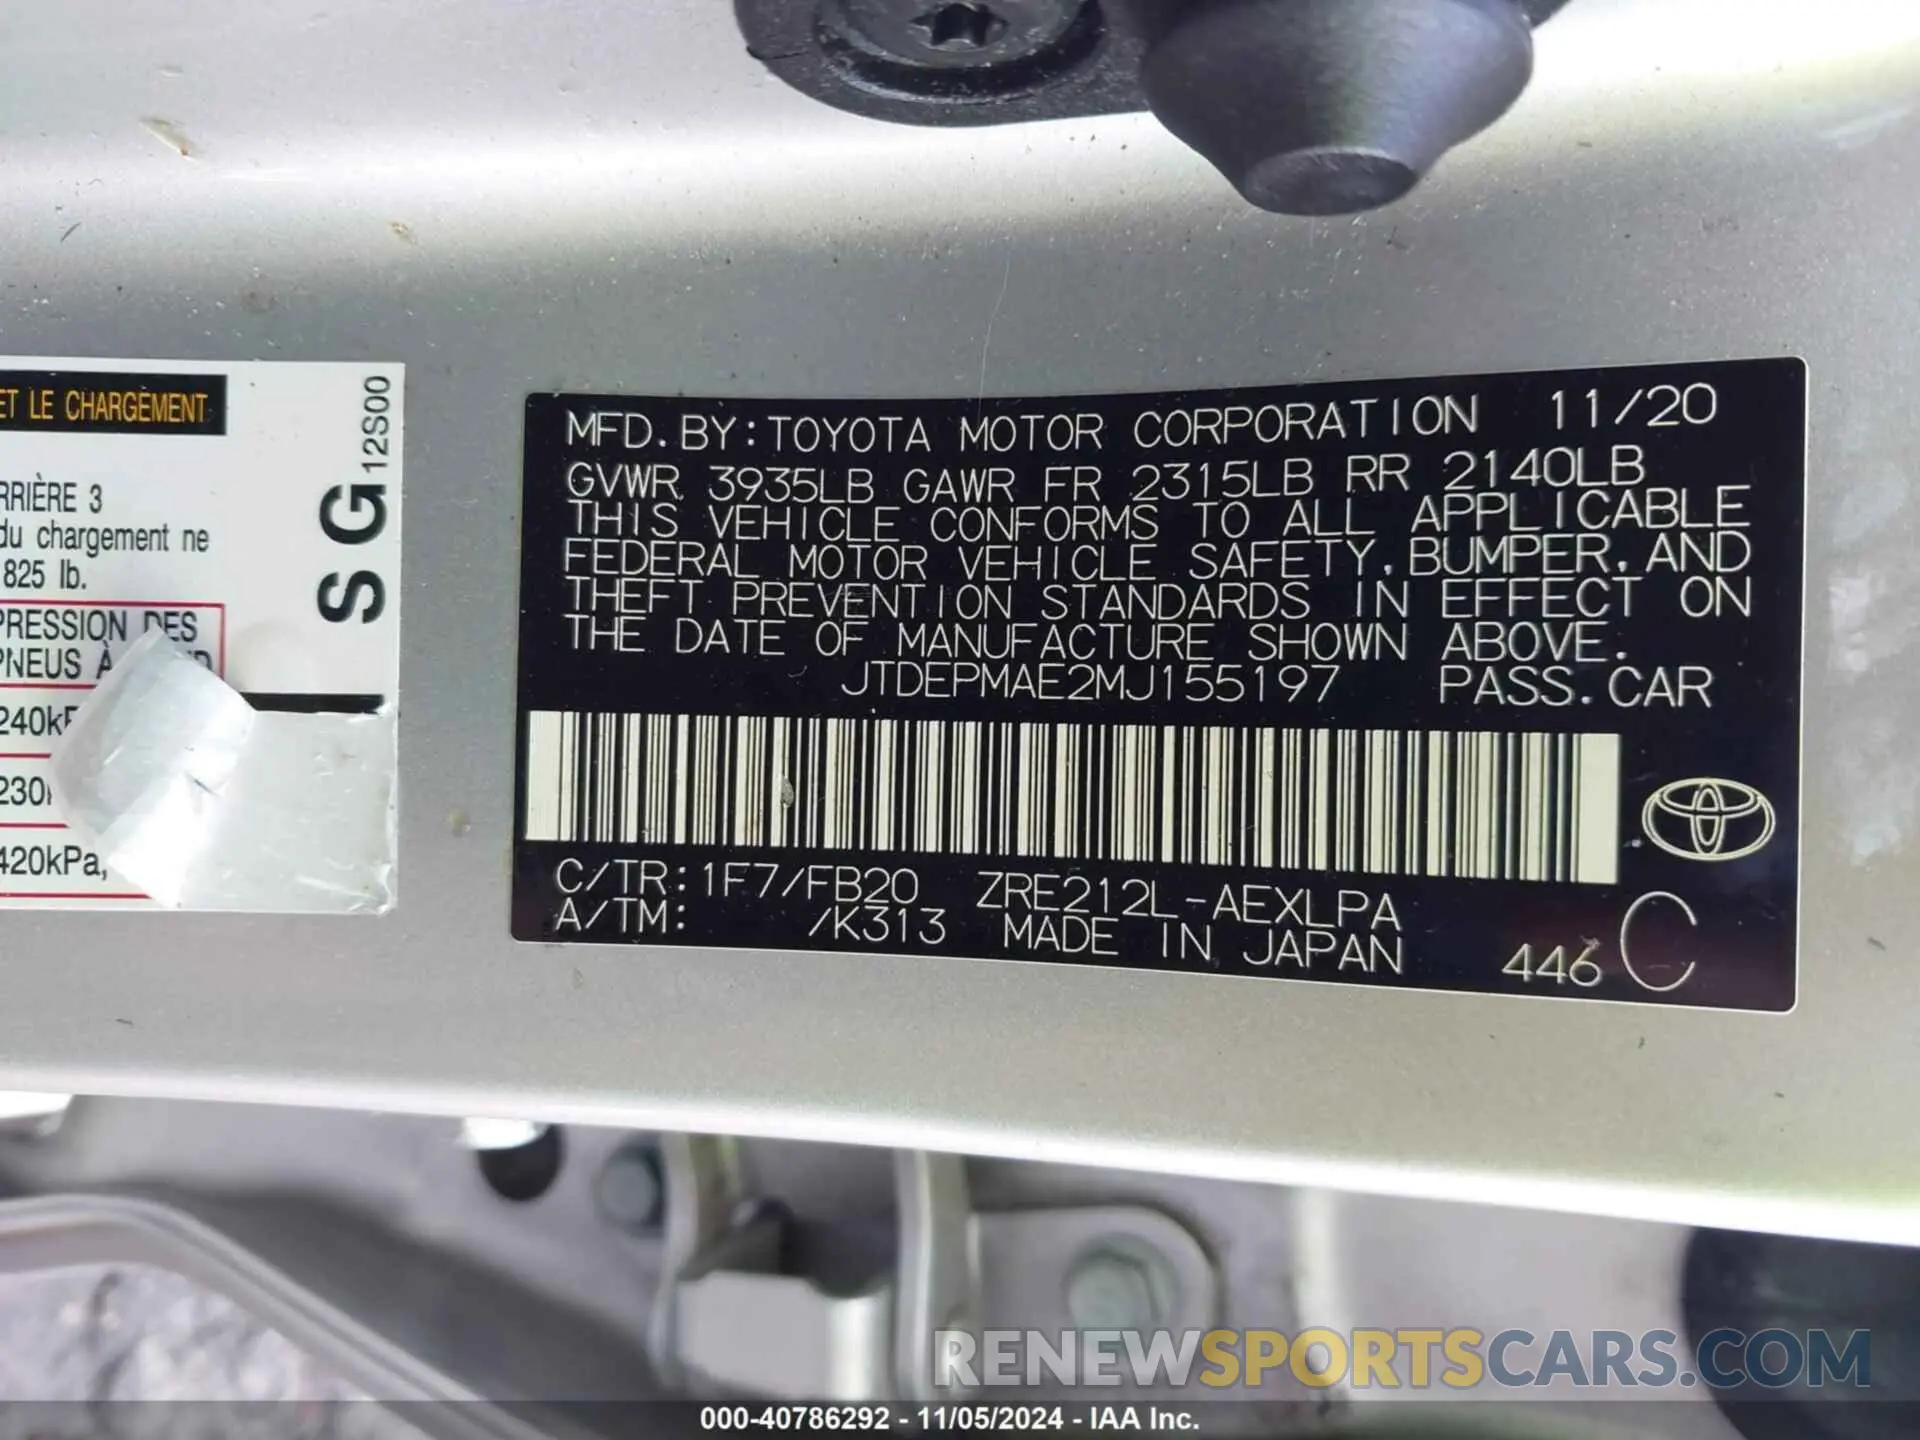 ET LE CHARGEMENT
RRIÈRE 3
du chargement ne
825 lb.
PRESSION DES
PNEUS À
240k
230
420kPa,
S G 12S00
MFD. BY: TOYOTA MOTOR CORPORATION 11/20
GVWR 3935LB GAWR FR 2315LB RR 2140LB
THIS VEHICLE CONFORMS TO ALL APPLICABLE
FEDERAL MOTOR VEHICLE SAFETY, BUMPER, AND
THEFT PREVENTION STANDARDS IN EFFECT ON
THE DATE OF MANUFACTURE SHOWN ABOVE.
JTDEPMAE2MJ155197 PASS. CAR
C/TR: 1F7/FB20 ZRE212L-AEXLPA
A/TM: /K313 MADE IN JAPAN 446 C
RENEWSPORTSCARS.COM
000-40786292 - 11/05/2024 - IAA Inc.